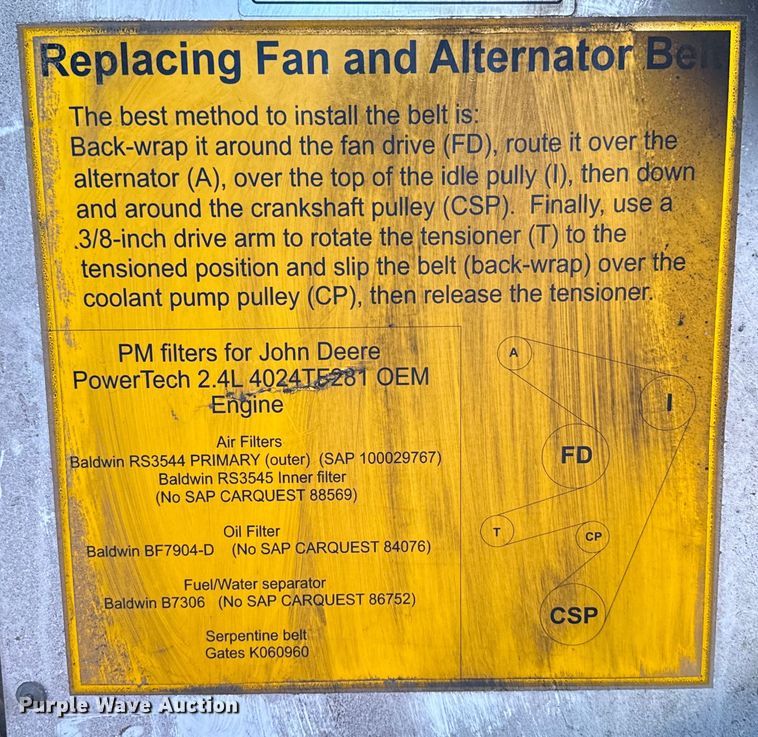 Replacing Fan and Alternator Belt
The best method to install the belt is:
Back-wrap it around the fan drive (FD), route it over the
alternator (A), over the top of the idle pully (I), then down
and around the crankshaft pulley (CSP). Finally, use a
3/8-inch drive arm to rotate the tensioner (T) to the
tensioned position and slip the belt (back-wrap) over the
coolant pump pulley (CP), then release the tensioner.
PM filters for John Deere
PowerTech 2.4L 4024TF281 OEM
Engine
Air Filters
Baldwin RS3544 PRIMARY (outer) (SAP 100029767)
Baldwin RS3545 Inner filter
(No SAP CARQUEST 88569)
Oil Filter
Baldwin BF7904-D (No SAP CARQUEST 84076)
Fuel/Water separator
Baldwin B7306 (No SAP CARQUEST 86752)
Serpentine belt
Gates K060960
A
I
FD
T
CP
CSP
Purple Wave Auction